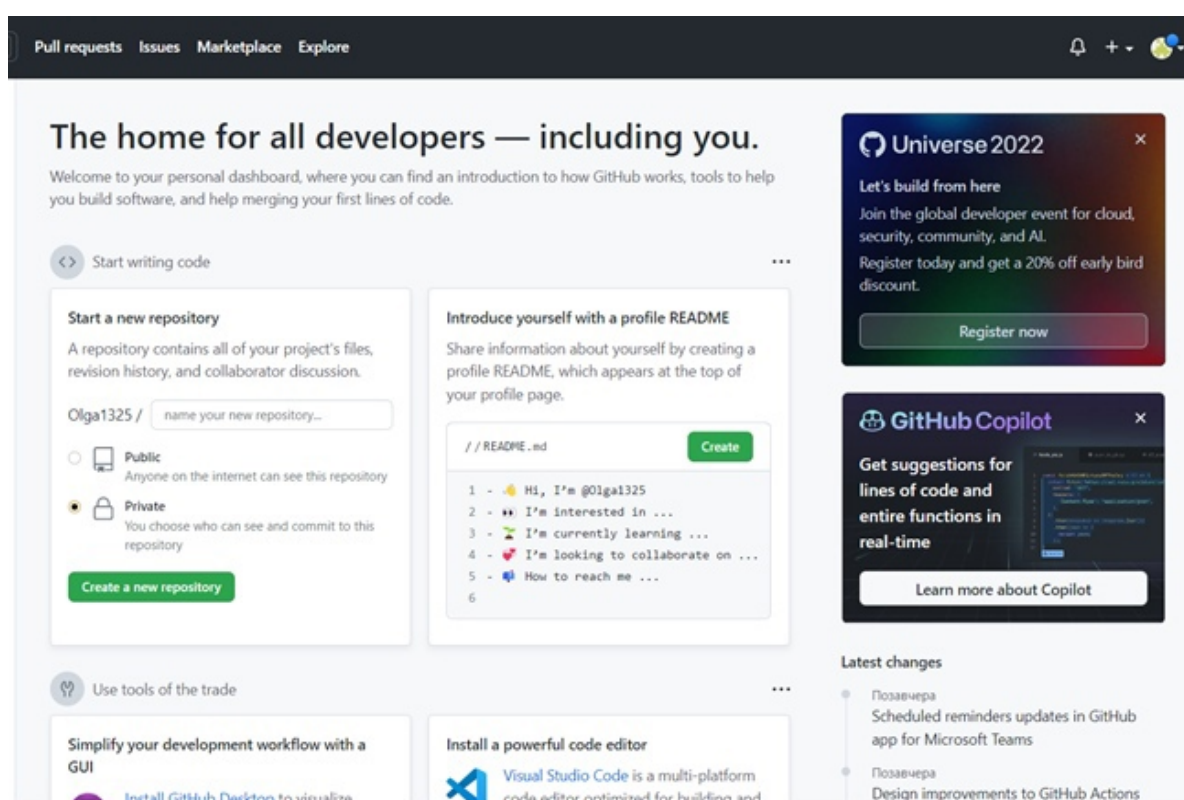 Pull requests Issues Marketplace Explore
The home for all developers — including you.
Welcome to your personal dashboard, where you can find an introduction to how GitHub works, tools to help
you build software, and help merging your first lines of code.
Start writing code
Start a new repository
A repository contains all of your project's files,
revision history, and collaborator discussion.
Olga1325 / name your new repository...
Public
Anyone on the internet can see this repository
Private
You choose who can see and commit to this
repository
Create a new repository
Introduce yourself with a profile README
Share information about yourself by creating a
profile README, which appears at the top of
your profile page.
//README.md Create
1 - 👋 Hi, I'm @Olga1325
2 - 👀 I'm interested in ...
3 - 🌱 I'm currently learning ...
4 - 💞️ I'm looking to collaborate on ...
5 - 📫 How to reach me ...
6
Use tools of the trade
Simplify your development workflow with a
GUI
Install GitHub Desktop to visualize
Install a powerful code editor
Visual Studio Code is a multi-platform
code editor optimized for building and
Universe 2022
Let's build from here
Join the global developer event for cloud,
security, community, and AI.
Register today and get a 20% off early bird
discount.
Register now
GitHub Copilot
Get suggestions for
lines of code and
entire functions in
real-time
Learn more about Copilot
Latest changes
Позавчера
Scheduled reminders updates in GitHub
app for Microsoft Teams
Позавчера
Design improvements to GitHub Actions